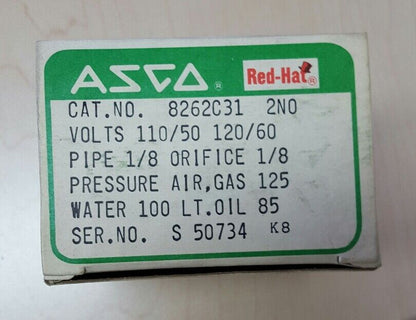 ASCO® Red-Hat®
CAT.NO. 8262C31 2NO
VOLTS 110/50 120/60
PIPE 1/8 ORIFICE 1/8
PRESSURE AIR,GAS 125
WATER 100 LT.OIL 85
SER.NO. S 50734 K8